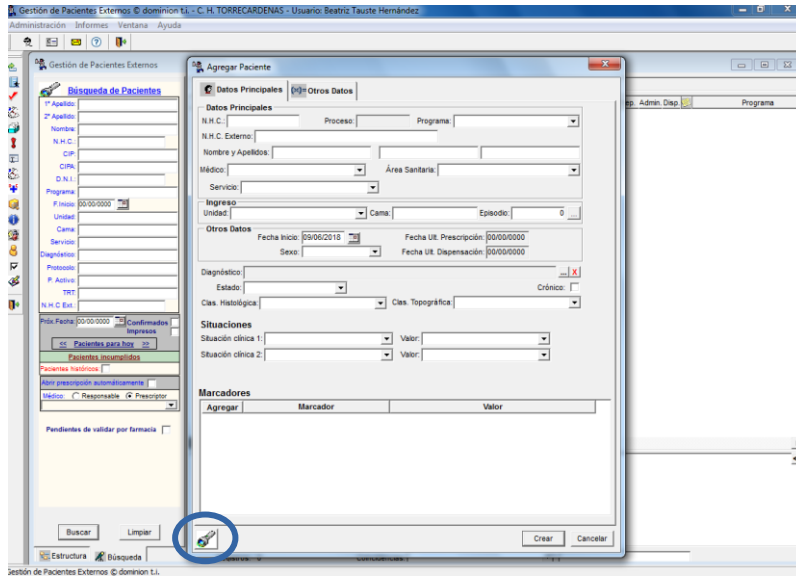 Gestión de Pacientes Externos © dominion t.i. - C. H. TORRECARDENAS - Usuario: Beatriz Tauste Hernández
Administración Informes Ventana Ayuda
Gestión de Pacientes Externos
Búsqueda de Pacientes
1º Apellido:
2º Apellido:
Nombre:
N.H.C.:
CIP:
CIPA:
D.N.I.:
Programa:
F.Inicio: 00/00/0000
Unidad:
Cama:
Servicio:
Diagnóstico:
Protocolo:
P. Activo:
TRT:
N.H.C Ext.:
Próx.Fecha: 00/00/0000 Confirmados
Impresos
<< Pacientes para hoy >>
Pacientes incumplidos
Pacientes históricos:
Abrir prescripción automáticamente
Médico: Responsable Prescriptor
Pendientes de validar por farmacia
Buscar Limpiar
Estructura Búsqueda
Agregar Paciente
Datos Principales Otros Datos
Datos Principales
N.H.C.: Proceso: Programa:
N.H.C. Externo:
Nombre y Apellidos:
Médico: Área Sanitaria:
Servicio:
Ingreso
Unidad: Cama: Episodio: 0 ...
Otros Datos
Fecha Inicio: 09/06/2018 Fecha Ult. Prescripción: 00/00/0000
Sexo: Fecha Ult. Dispensación: 00/00/0000
Diagnóstico: ... X
Estado: Crónico:
Clas. Histológica: Clas. Topográfica:
Situaciones
Situación clínica 1: Valor:
Situación clínica 2: Valor:
Marcadores
Agregar Marcador Valor
Crear Cancelar
Admin. Disp. Programa
Gestión de Pacientes Externos © dominion t.i.